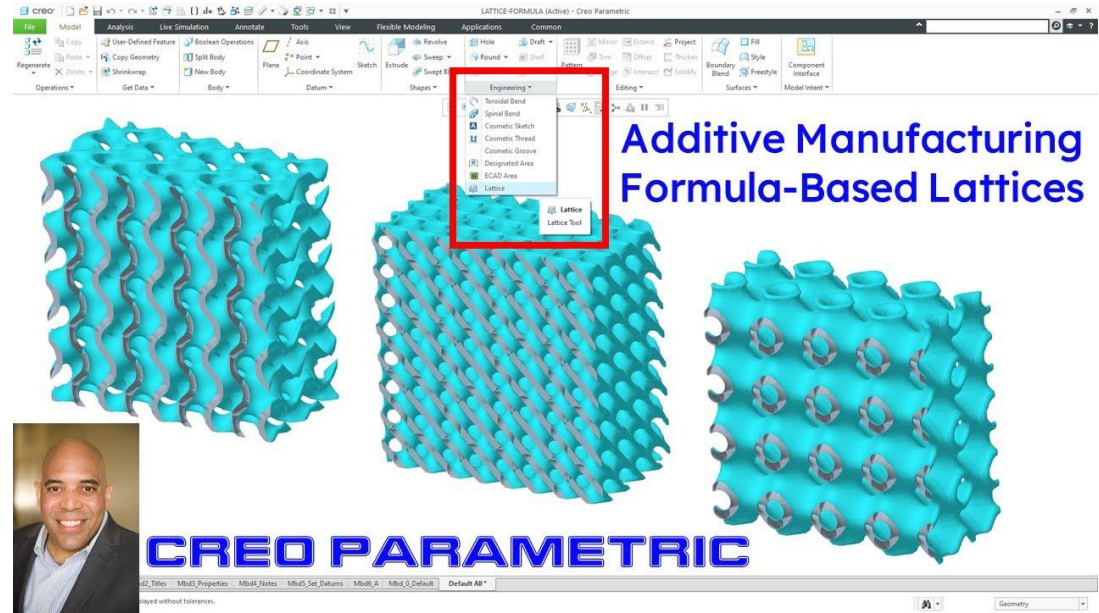 creo
LATTICE-FORMULA (Active) - Creo Parametric
File Model Analysis Live Simulation Annotate Tools View Flexible Modeling Applications Common
Regenerate
Copy
Paste
Delete
Operations
User-Defined Feature
Copy Geometry
Shrinkwrap
Get Data
Boolean Operations
Split Body
New Body
Body
Plane
Axis
Point
Coordinate System
Sketch
Datum
Extrude
Revolve
Sweep
Swept
Shapes
Hole
Round
Draft
Shell
Engineering
Pattern
Mirror Extend Project
Trim Offset Thicken
Intersect Solidify
Editing
Boundary
Blend
Fill
Style
Freestyle
Surfaces
Component
Interface
Model Intent
Toroidal Bend
Spinal Bend
Cosmetic Sketch
Cosmetic Thread
Cosmetic Groove
Designated Area
ECAD Area
Lattice
Lattice
Lattice Tool
Additive Manufacturing
Formula-Based Lattices
CREO PARAMETRIC
Mbd3_Properties Mbd4_Notes Mbd5_Set_Datums Mbd6_A Mbd_0_Default Default All *
without tolerances.
Geometry